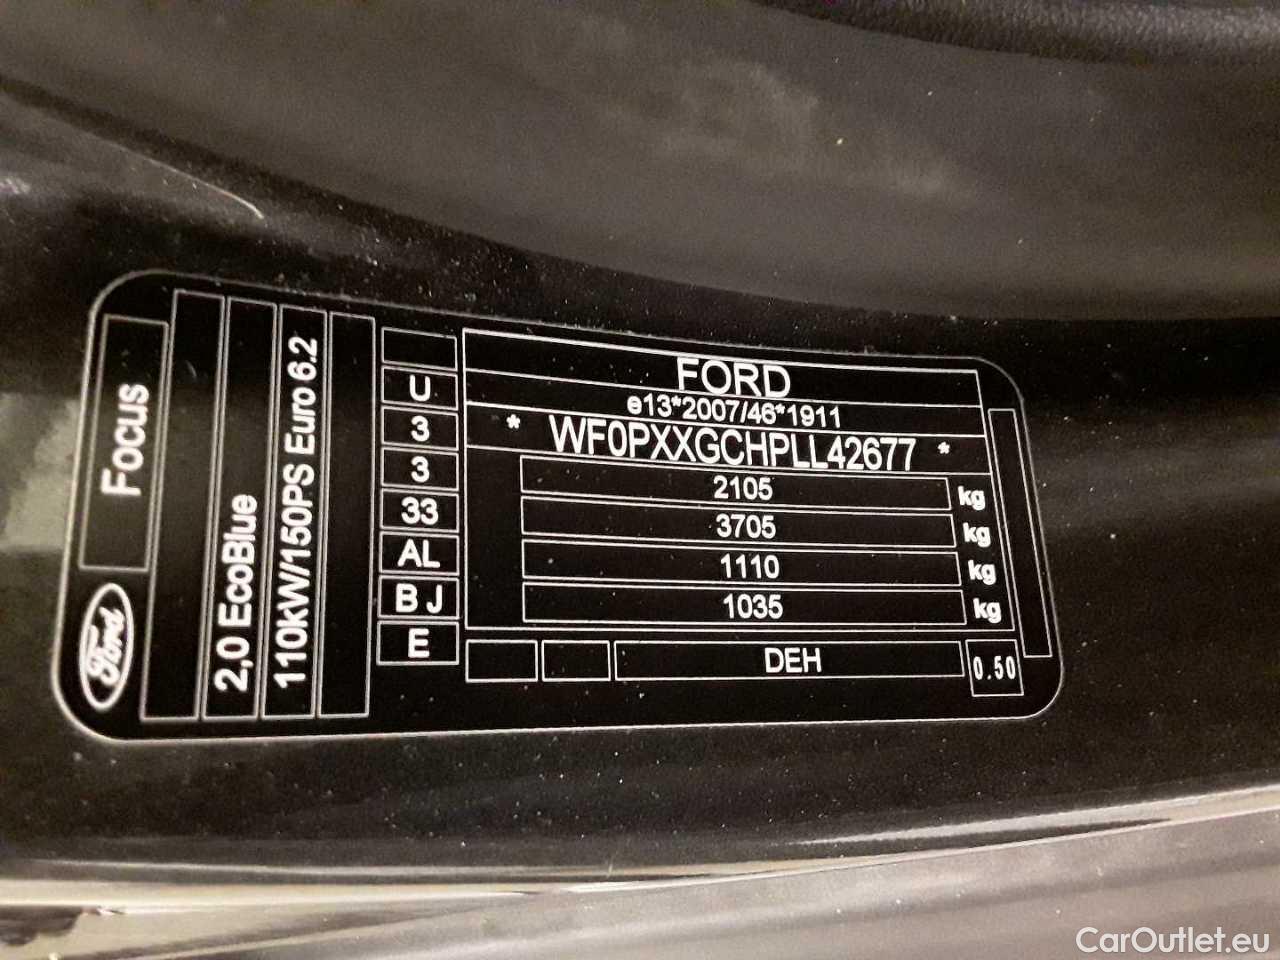 Ford
Focus
2,0 EcoBlue
110kW/150PS Euro 6.2
U
3
3
33
AL
B J
E
FORD
e13*2007/46*1911
* WF0PXXGCHPLL42677 *
2105 kg
3705 kg
1110 kg
1035 kg
DEH
0.50
CarOutlet.eu